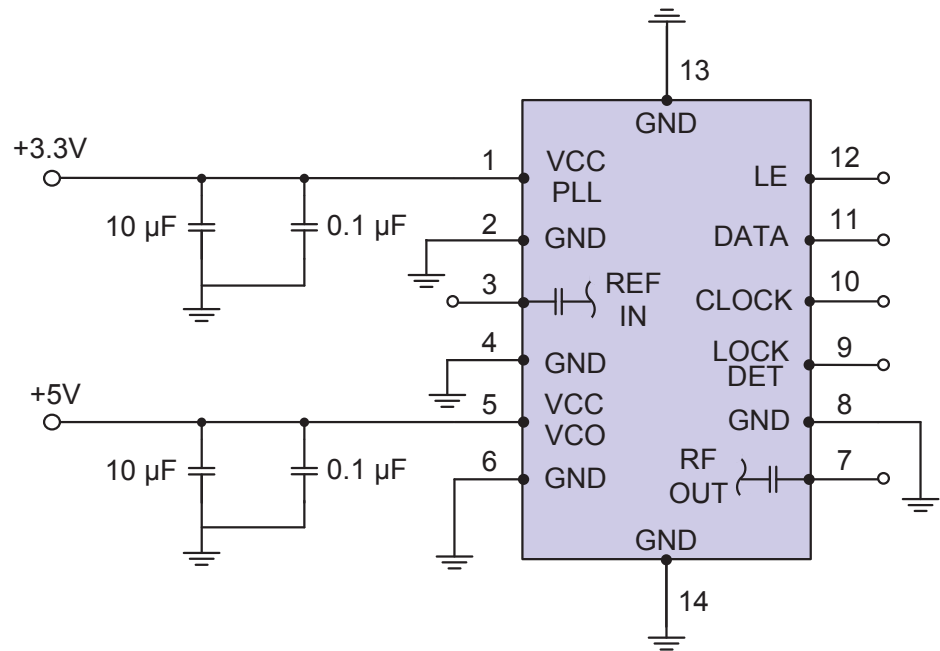 13
GND
+3.3V
1
VCC
PLL
10 µF
0.1 µF
2
GND
3
REF
IN
4
GND
+5V
5
VCC
VCO
10 µF
0.1 µF
6
GND
12
LE
11
DATA
10
CLOCK
9
LOCK
DET
8
GND
7
RF
OUT
GND
14